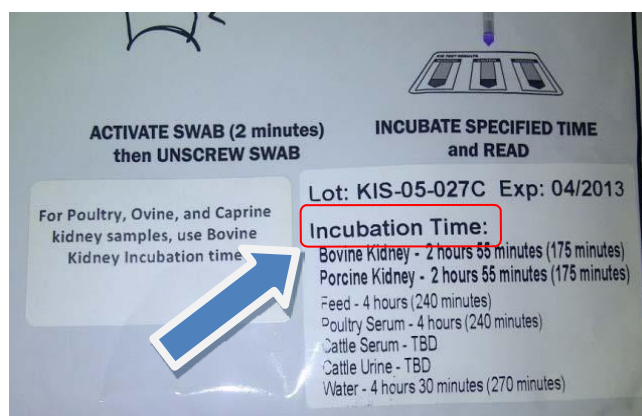 ACTIVATE SWAB (2 minutes)
then UNSCREW SWAB
INCUBATE SPECIFIED TIME
and READ
For Poultry, Ovine, and Caprine
kidney samples, use Bovine
Kidney Incubation time
Lot: KIS-05-027C Exp: 04/2013
Incubation Time:
Bovine Kidney - 2 hours 55 minutes (175 minutes)
Porcine Kidney - 2 hours 55 minutes (175 minutes)
Feed - 4 hours (240 minutes)
Poultry Serum - 4 hours (240 minutes)
Cattle Serum - TBD
Cattle Urine - TBD
Water - 4 hours 30 minutes (270 minutes)